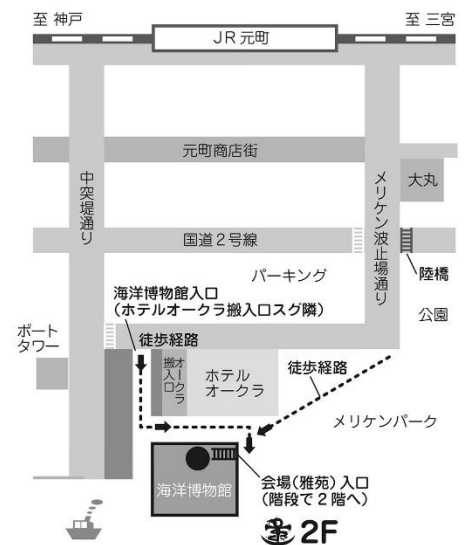 至 神戸
至 三宮
JR 元町
元町商店街
大丸
中突堤通り
メリケン波止場通り
国道2号線
陸橋
パーキング
公園
海洋博物館入口
(ホテルオークラ搬入口スグ隣)
ポート
タワー
徒歩経路
オークラ
搬入口
ホテル
オークラ
徒歩経路
メリケンパーク
海洋博物館
会場(雅苑)入口
(階段で2階へ)
2F